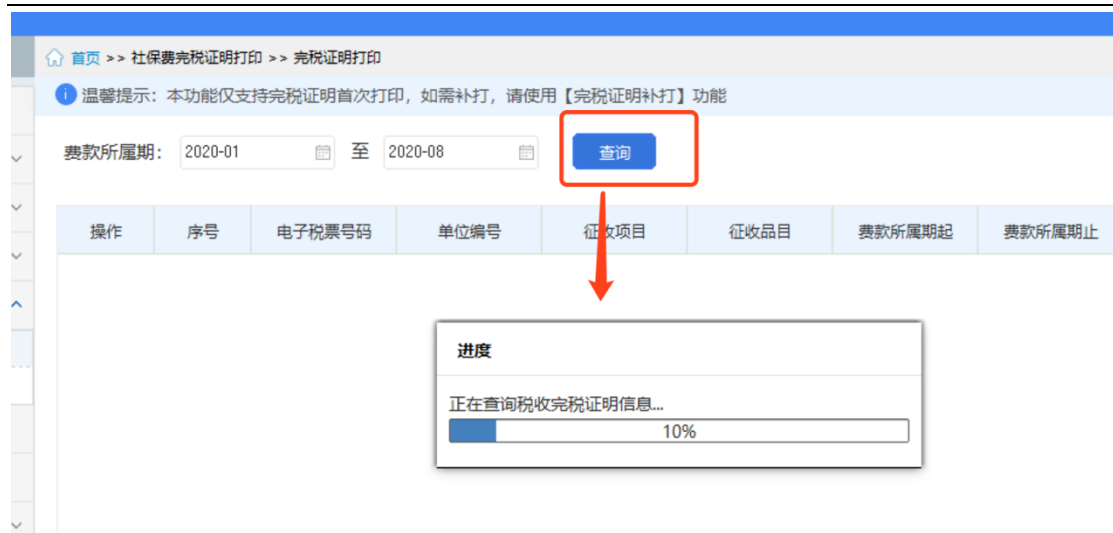 首页 >> 社保费完税证明打印 >> 完税证明打印
温馨提示：本功能仅支持完税证明首次打印，如需补打，请使用【完税证明补打】功能
费款所属期： 2020-01 至 2020-08 查询
操作 序号 电子税票号码 单位编号 征收项目 征收品目 费款所属期起 费款所属期止
进度
正在查询税收完税证明信息...
10%